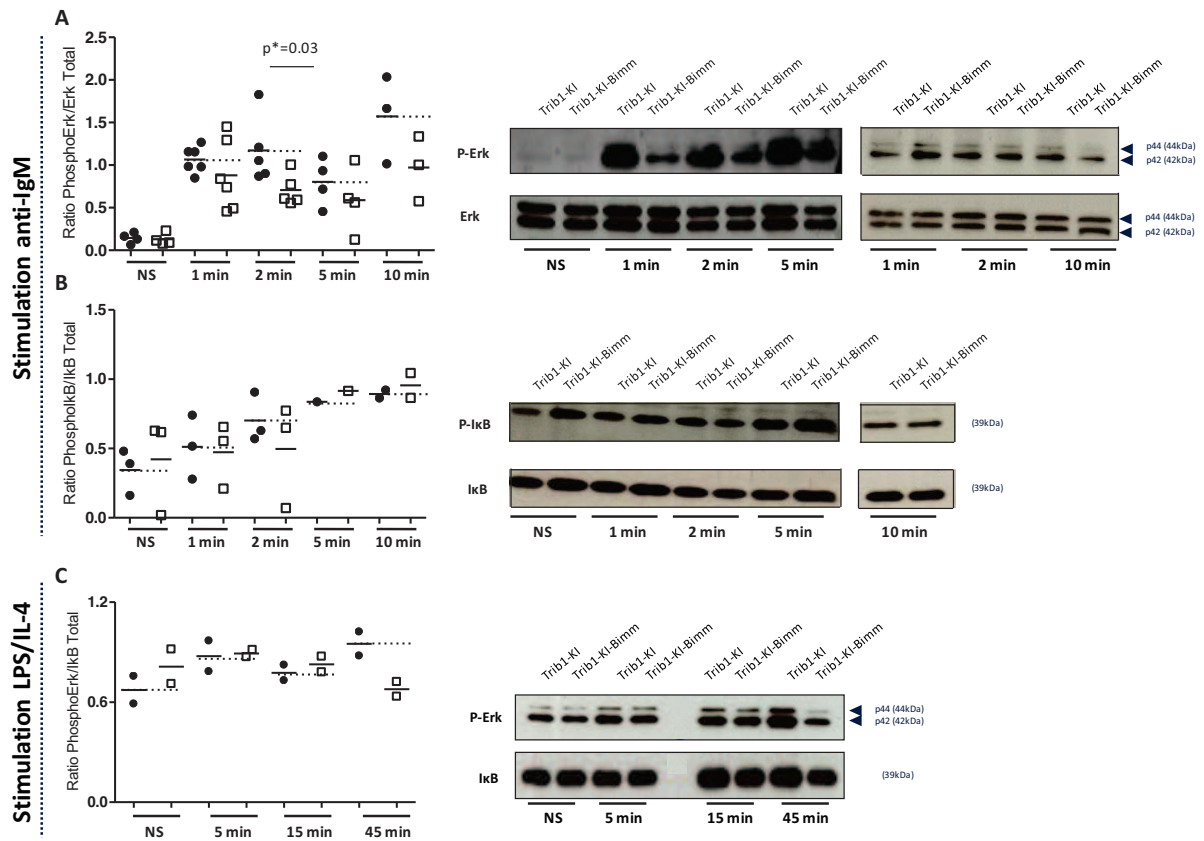 Stimulation anti-IgM
A
Ratio PhosphoErk/Erk Total
2.5
2.0
1.5
1.0
0.5
0.0
p*=0.03
NS
1 min
2 min
5 min
10 min
Trib1-KI
Trib1-KI-Bimm
Trib1-KI
Trib1-KI-Bimm
Trib1-KI
Trib1-KI-Bimm
Trib1-KI
Trib1-KI-Bimm
P-Erk
Erk
NS
1 min
2 min
5 min
Trib1-KI
Trib1-KI-Bimm
Trib1-KI
Trib1-KI-Bimm
Trib1-KI
Trib1-KI-Bimm
p44 (44kDa)
p42 (42kDa)
p44 (44kDa)
p42 (42kDa)
1 min
2 min
10 min
B
Ratio PhosphoIkB/IkB Total
1.5
1.0
0.5
0.0
NS
1 min
2 min
5 min
10 min
Trib1-KI
Trib1-KI-Bimm
Trib1-KI
Trib1-KI-Bimm
Trib1-KI
Trib1-KI-Bimm
Trib1-KI
Trib1-KI-Bimm
P-IκB
IκB
NS
1 min
2 min
5 min
Trib1-KI
Trib1-KI-Bimm
(39kDa)
(39kDa)
10 min
Stimulation LPS/IL-4
C
Ratio PhosphoErk/IkB Total
1.2
0.6
0.0
NS
5 min
15 min
45 min
Trib1-KI
Trib1-KI-Bimm
Trib1-KI
Trib1-KI-Bimm
Trib1-KI
Trib1-KI-Bimm
Trib1-KI
Trib1-KI-Bimm
P-Erk
p44 (44kDa)
p42 (42kDa)
IκB
(39kDa)
NS
5 min
15 min
45 min